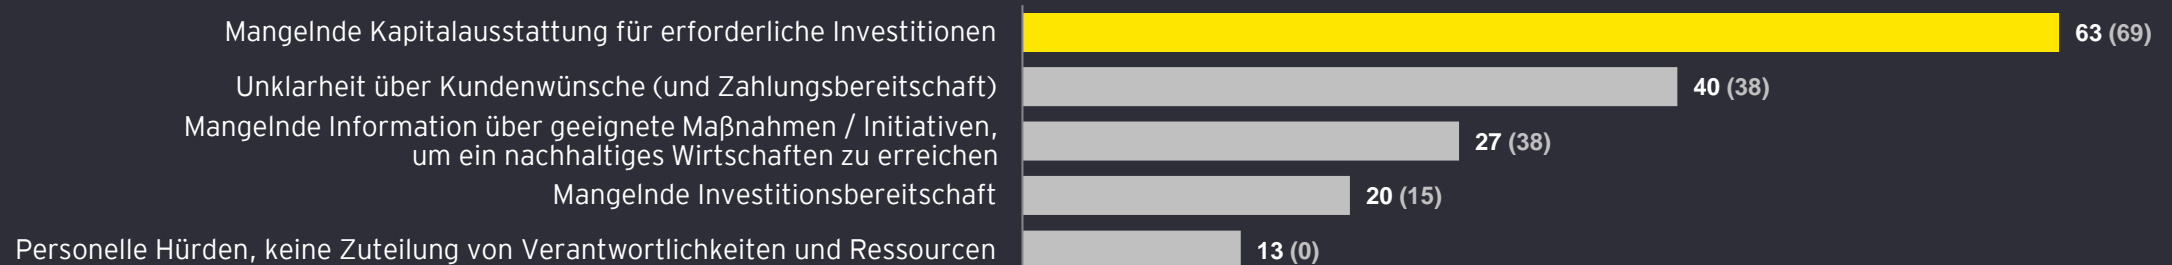 Mangelnde Kapitalausstattung für erforderliche Investitionen 63 (69)
Unklarheit über Kundenwünsche (und Zahlungsbereitschaft) 40 (38)
Mangelnde Information über geeignete Maßnahmen / Initiativen,
um ein nachhaltiges Wirtschaften zu erreichen 27 (38)
Mangelnde Investitionsbereitschaft 20 (15)
Personelle Hürden, keine Zuteilung von Verantwortlichkeiten und Ressourcen 13 (0)